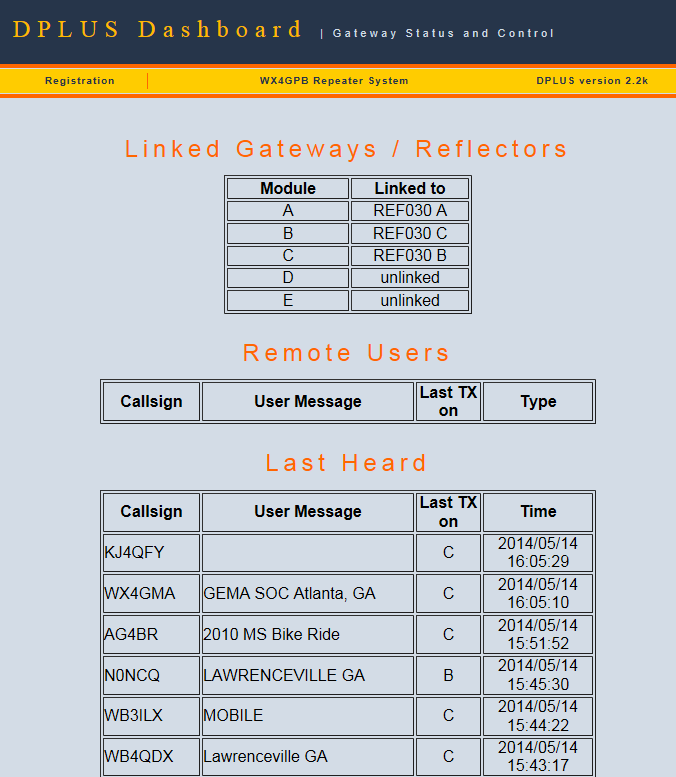 DPLUS Dashboard | Gateway Status and Control
Registration WX4GPB Repeater System DPLUS version 2.2k
Linked Gateways / Reflectors
Module Linked to
A REF030 A
B REF030 C
C REF030 B
D unlinked
E unlinked
Remote Users
Callsign User Message Last TX on Type
Last Heard
Callsign User Message Last TX on Time
KJ4QFY C 2014/05/14 16:05:29
WX4GMA GEMA SOC Atlanta, GA C 2014/05/14 16:05:10
AG4BR 2010 MS Bike Ride C 2014/05/14 15:51:52
N0NCQ LAWRENCEVILLE GA B 2014/05/14 15:45:30
WB3ILX MOBILE C 2014/05/14 15:44:22
WB4QDX Lawrenceville GA C 2014/05/14 15:43:17